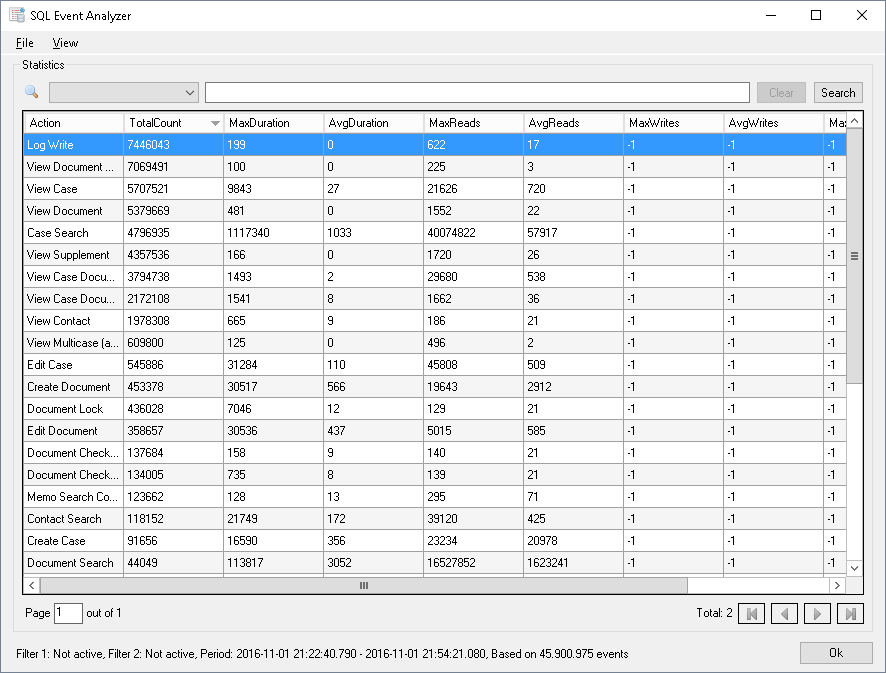 SQL Event Analyzer
File View
Statistics
Clear Search
Action TotalCount MaxDuration AvgDuration MaxReads AvgReads MaxWrites AvgWrites Max
Log Write 7446043 199 0 622 17 -1 -1 -1
View Document ... 7069491 100 0 225 3 -1 -1 -1
View Case 5707521 9843 27 21626 720 -1 -1 -1
View Document 5379669 481 0 1552 22 -1 -1 -1
Case Search 4796935 1117340 1033 40074822 57917 -1 -1 -1
View Supplement 4357536 166 0 1720 26 -1 -1 -1
View Case Docu... 3794738 1493 2 29680 538 -1 -1 -1
View Case Docu... 2172108 1541 8 1662 36 -1 -1 -1
View Contact 1978308 665 9 186 21 -1 -1 -1
View Multicase (a... 609800 125 0 496 2 -1 -1 -1
Edit Case 545886 31284 110 45808 509 -1 -1 -1
Create Document 453378 30517 566 19643 2912 -1 -1 -1
Document Lock 436028 7046 12 129 21 -1 -1 -1
Edit Document 358657 30536 437 5015 585 -1 -1 -1
Document Check... 137684 158 9 140 21 -1 -1 -1
Document Check... 134005 735 8 139 21 -1 -1 -1
Memo Search Co... 123662 128 13 295 71 -1 -1 -1
Contact Search 118152 21749 172 39120 425 -1 -1 -1
Create Case 91656 16590 356 23234 20978 -1 -1 -1
Document Search 44049 113817 3052 16527852 1623241 -1 -1 -1
Page 1 out of 1 Total: 2
Filter 1: Not active, Filter 2: Not active, Period: 2016-11-01 21:22:40.790 - 2016-11-01 21:54:21.080, Based on 45.900.975 events Ok